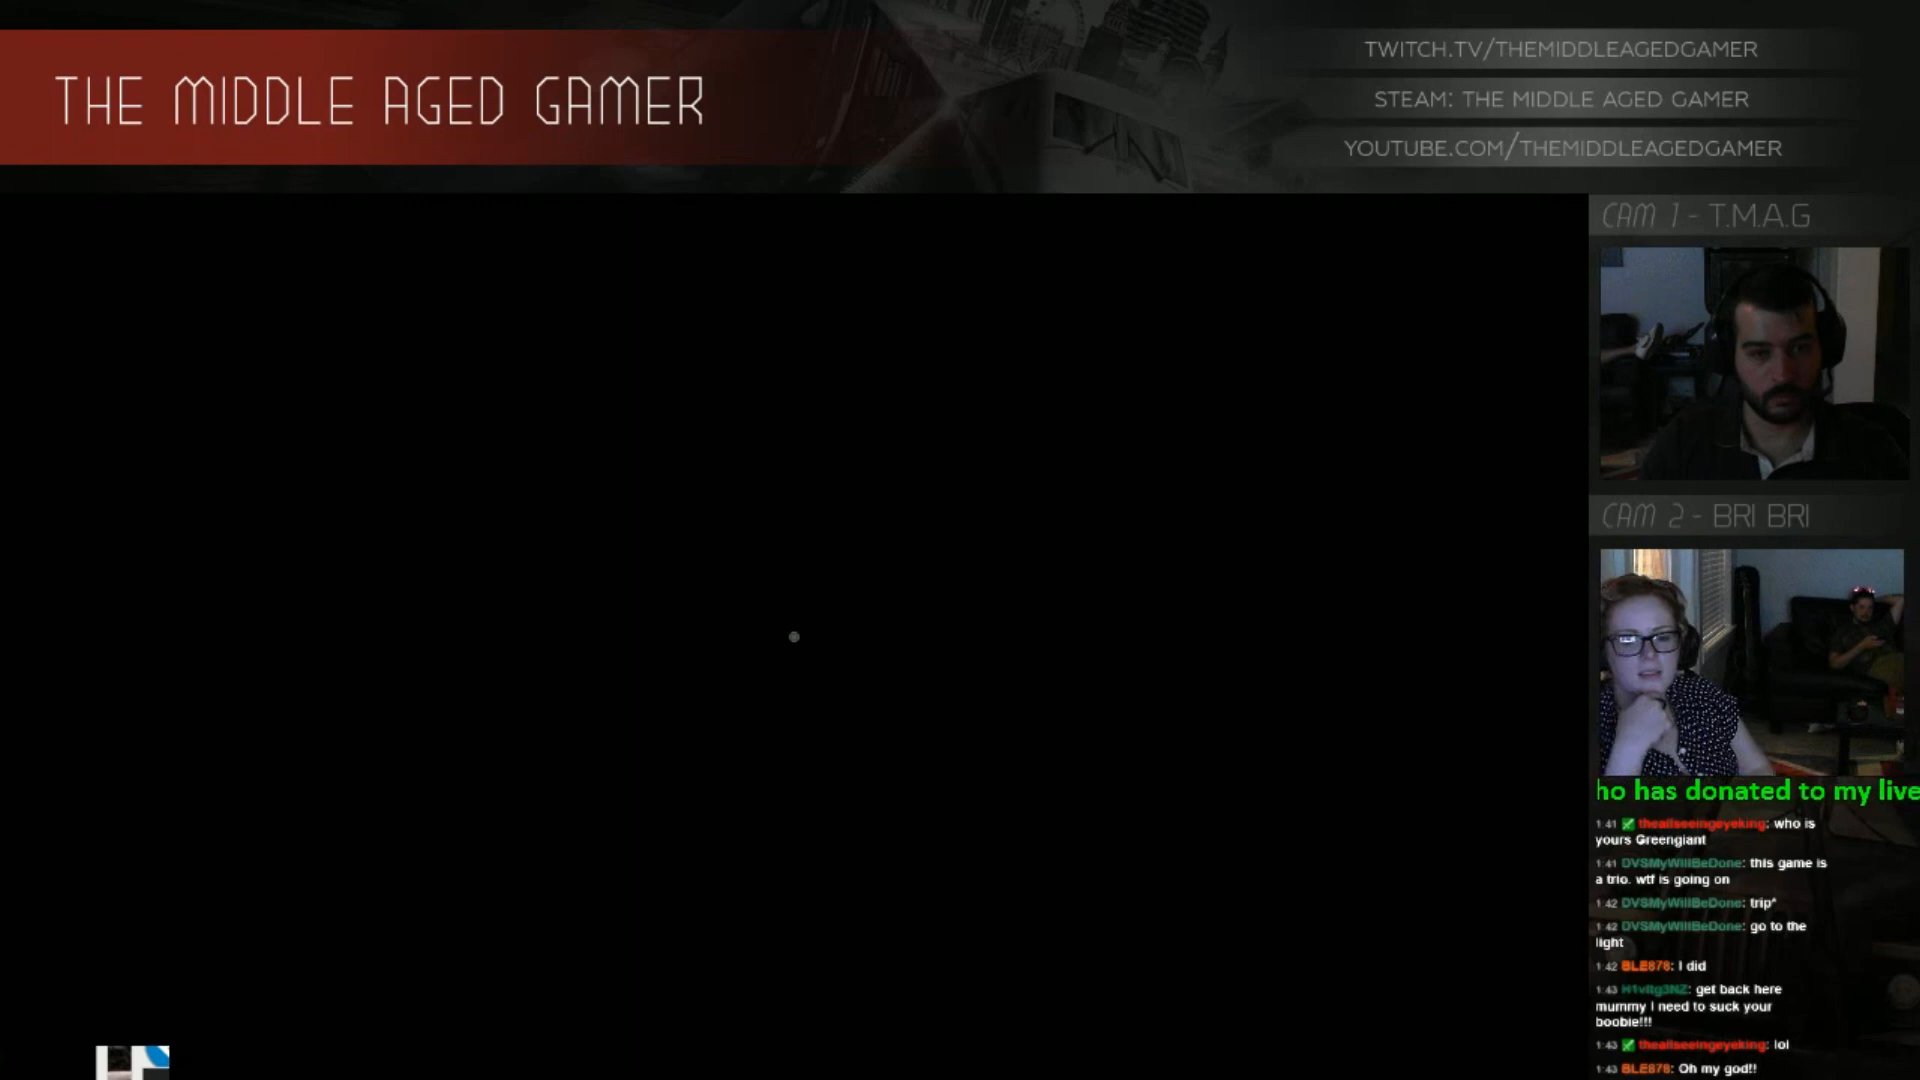 THE MIDDLE AGED GAMER
TWITCH.TV/THEMIDDLEAGEDGAMER
STEAM: THE MIDDLE AGED GAMER
YOUTUBE.COM/THEMIDDLEAGEDGAMER
CAM 1 - T.M.A.G
CAM 2 - BRI BRI
ho has donated to my live
1:41 theallseeingeyeking: who is
yours Greengiant
1:41 DVSMyWillBeDone: this game is
a trio. wtf is going on
1:42 DVSMyWillBeDone: trip*
1:42 DVSMyWillBeDone: go to the
light
1:42 BLE878: I did
1:43 H1vltg3NZ: get back here
mummy I need to suck your
boobie!!!
1:43 theallseeingeyeking: lol
1:43 BLE878: Oh my god!!